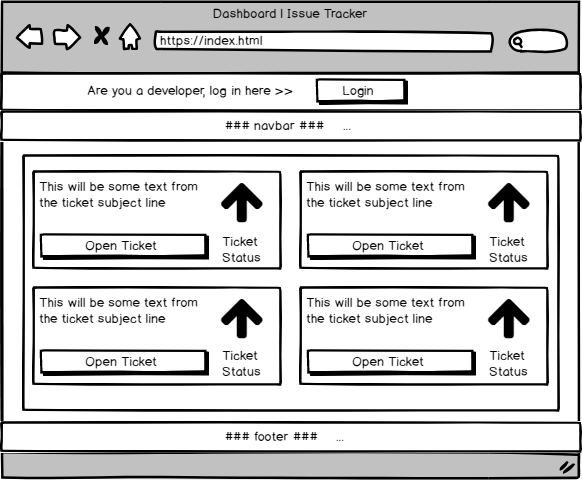 Dashboard | Issue Tracker
https://index.html
Are you a developer, log in here >>
Login
### navbar ### ...
This will be some text from
the ticket subject line
Open Ticket
Ticket
Status
This will be some text from
the ticket subject line
Open Ticket
Ticket
Status
This will be some text from
the ticket subject line
Open Ticket
Ticket
Status
This will be some text from
the ticket subject line
Open Ticket
Ticket
Status
### footer ### ...